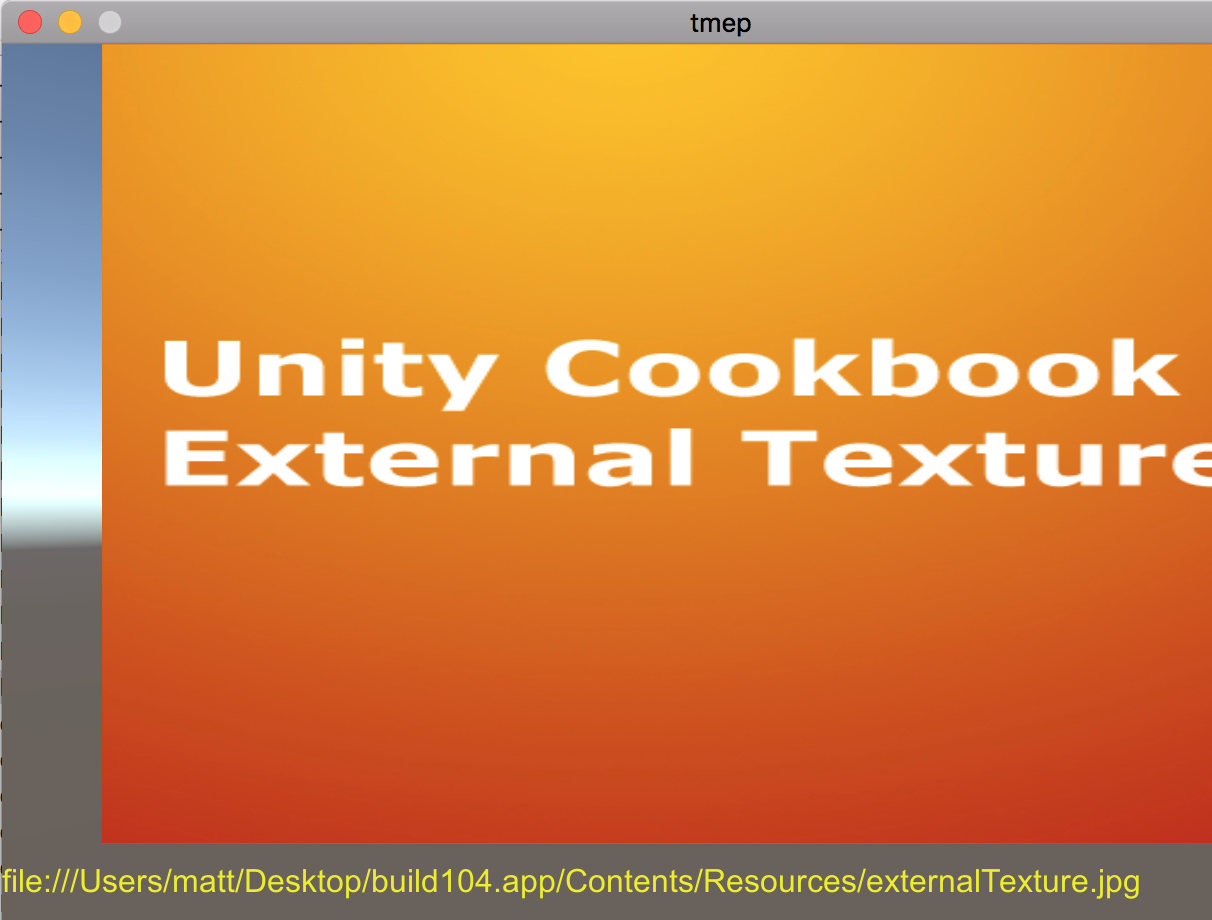 tmep
Unity Cookbook
External Texture
file:///Users/matt/Desktop/build104.app/Contents/Resources/externalTexture.jpg